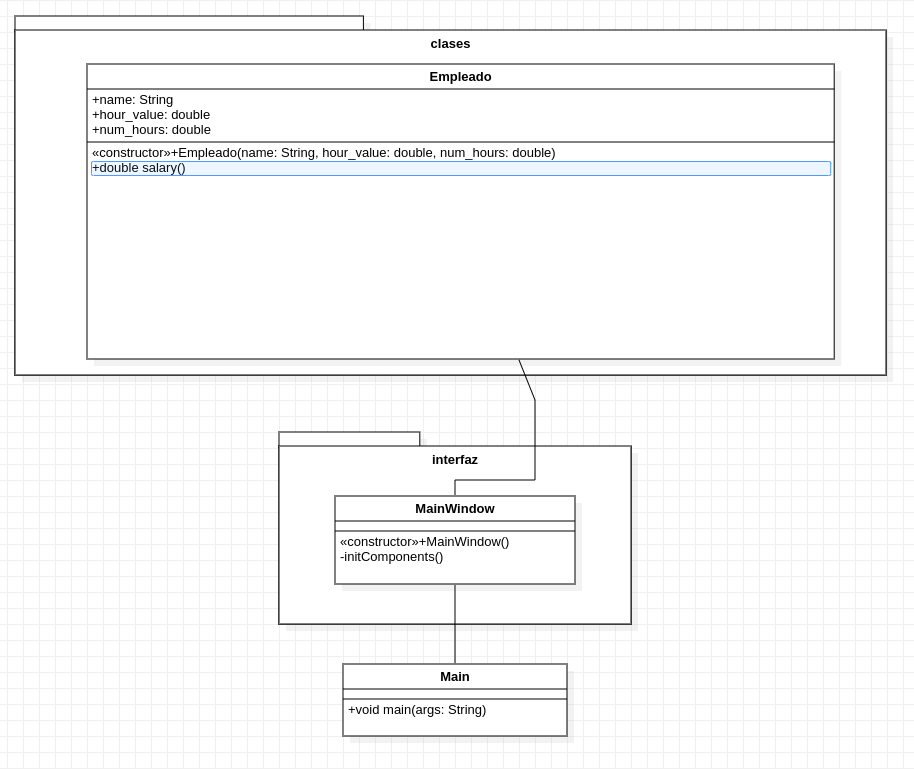 clases
Empleado
+name: String
+hour_value: double
+num_hours: double
«constructor»+Empleado(name: String, hour_value: double, num_hours: double)
+double salary()
interfaz
MainWindow
«constructor»+MainWindow()
-initComponents()
Main
+void main(args: String)